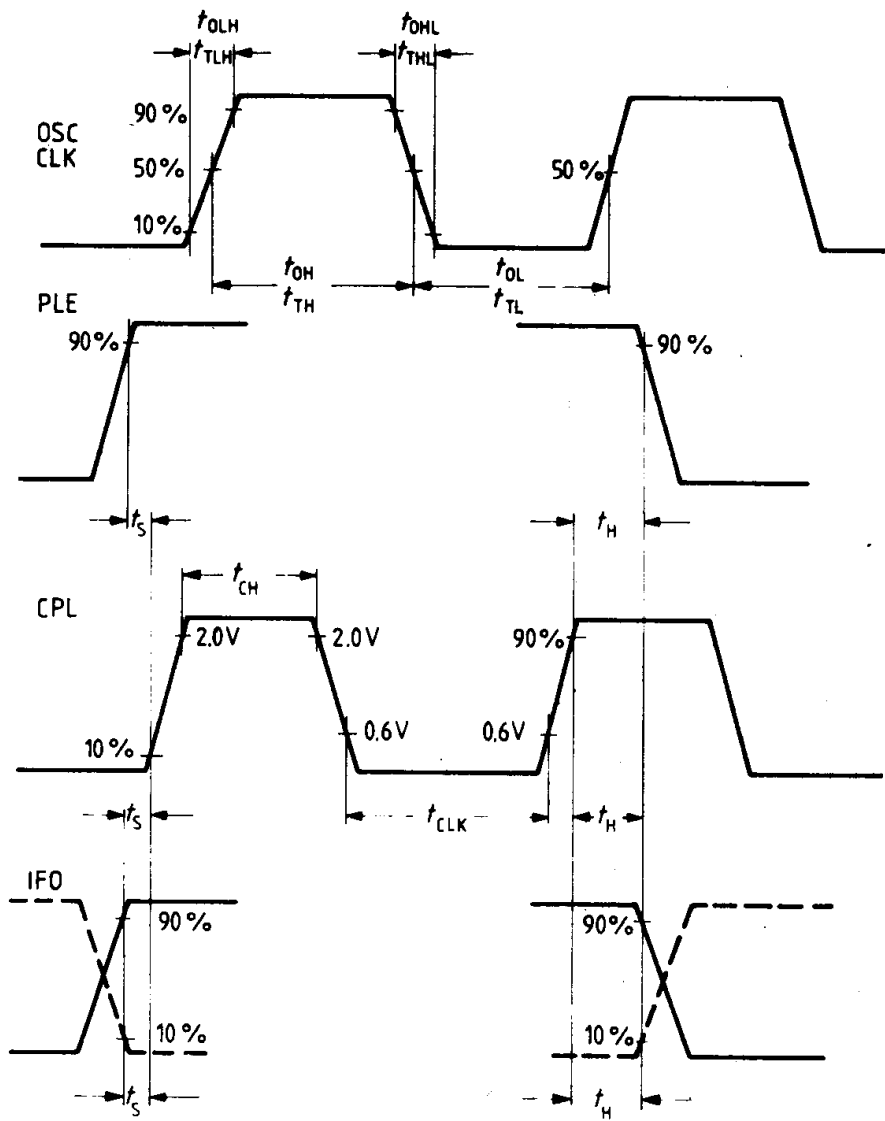 tOLH tOHL
tTLH tTHL
90%
OSC
CLK
50% 50%
10%
tOH tOL
tTH tTL
PLE
90% 90%
tS tH
tCH
CPL
2.0V 2.0V 90%
0.6V 0.6V
10%
tS tCLK tH
IFO
90% 90%
10% 10%
tS tH